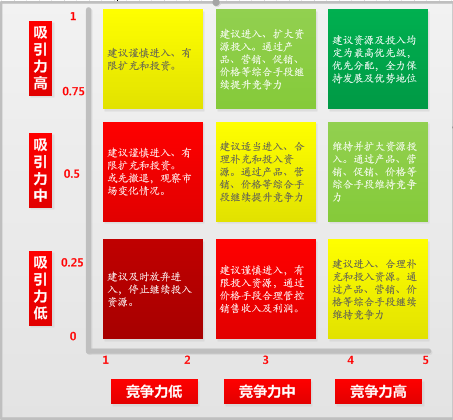 1
吸引力高
建议谨慎进入、有
限扩充和投资。
建议进入、扩大资
源投入。通过产
品、营销、促销、
价格等综合手段继
续提升竞争力
建议资源及投入均
定为最高优先级,
优先分配，全力保
持发展及优势地位
0.75
吸引力中
0.5
建议谨慎进入、有
限扩充和投资。
或先撤退，观察市
场变化情况。
建议适当进入、合
理补充和投入资
源。通过产品、营
销、价格等综合手
段继续提升竞争力
维持并扩大资源投
入。通过产品、营
销、促销、价格等
综合手段维持竞争
力
0.25
吸引力低
建议及时放弃进
入，停止继续投入
资源。
建议谨慎进入，有
限投入资源，通过
价格手段合理管控
销售收入及利润。
建议进入、合理补
充和投入资源。通
过产品、营销、价
格等综合手段继续
维持竞争力
0
1 2 3 4 5
竞争力低 竞争力中 竞争力高